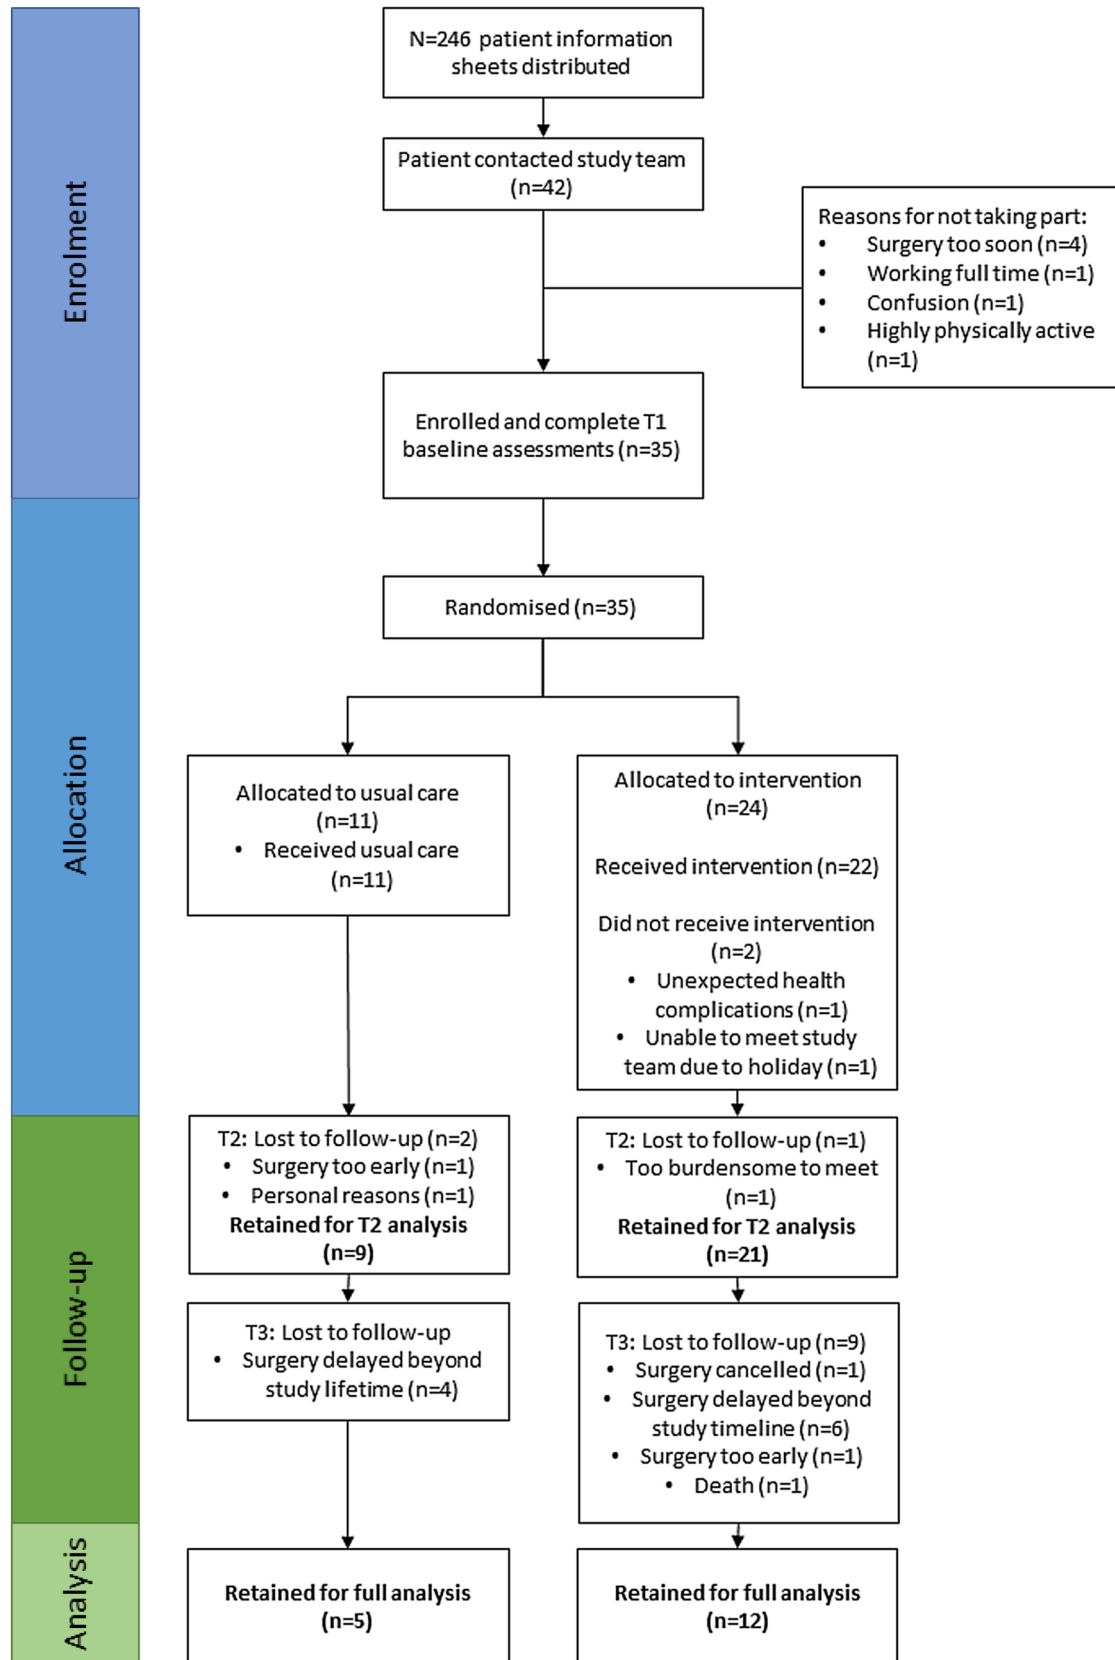 N=246 patient information
sheets distributed
Patient contacted study team
(n=42)
Reasons for not taking part:
• Surgery too soon (n=4)
• Working full time (n=1)
• Confusion (n=1)
• Highly physically active
(n=1)
Enrolment
Enrolled and complete T1
baseline assessments (n=35)
Randomised (n=35)
Allocation
Allocated to usual care
(n=11)
• Received usual care
(n=11)
Allocated to intervention
(n=24)
Received intervention (n=22)
Did not receive intervention
(n=2)
• Unexpected health
complications (n=1)
• Unable to meet study
team due to holiday (n=1)
Follow-up
T2: Lost to follow-up (n=2)
• Surgery too early (n=1)
• Personal reasons (n=1)
Retained for T2 analysis
(n=9)
T2: Lost to follow-up (n=1)
• Too burdensome to meet
(n=1)
Retained for T2 analysis
(n=21)
T3: Lost to follow-up
• Surgery delayed beyond
study lifetime (n=4)
T3: Lost to follow-up (n=9)
• Surgery cancelled (n=1)
• Surgery delayed beyond
study timeline (n=6)
• Surgery too early (n=1)
• Death (n=1)
Analysis
Retained for full analysis
(n=5)
Retained for full analysis
(n=12)